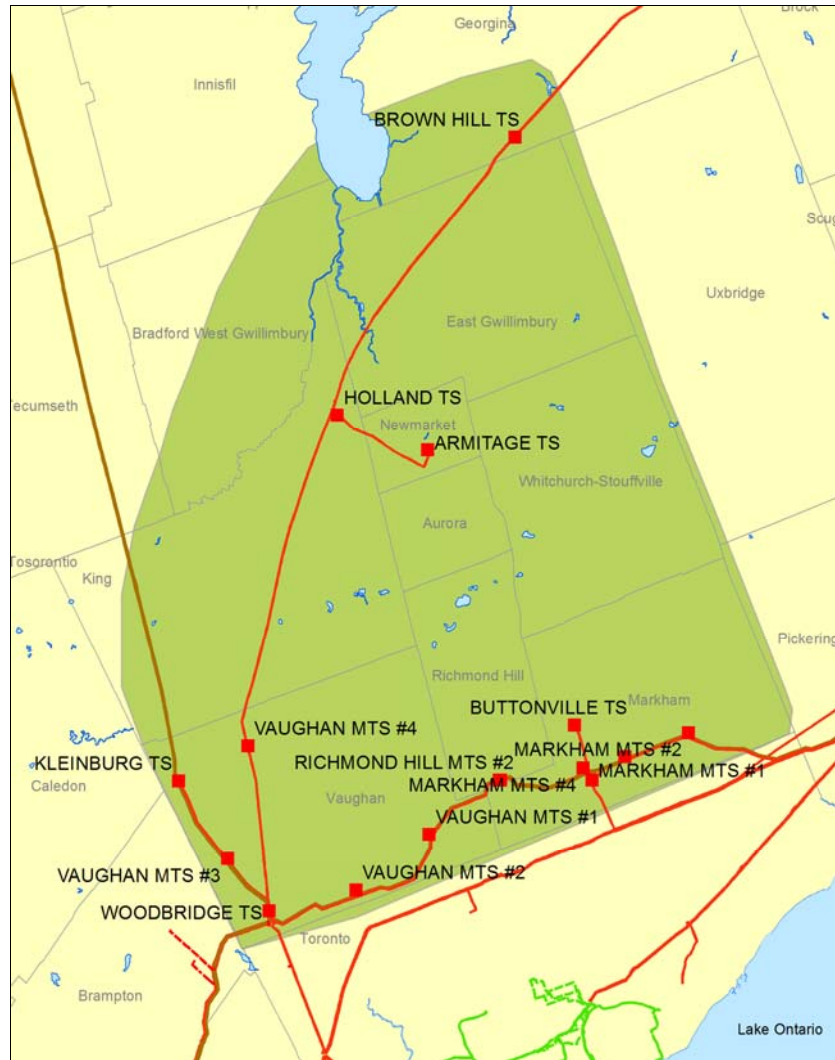 Georgina
Brock
Innisfil
BROWN HILL TS
Scug
Uxbridge
East Gwillimbury
Bradford West Gwillimbury
Tecumseth
HOLLAND TS
Newmarket
ARMITAGE TS
Whitchurch-Stouffville
Aurora
Tosorontio
King
Pickering
Richmond Hill
Markham
BUTTONVILLE TS
VAUGHAN MTS #4
MARKHAM MTS #2
RICHMOND HILL MTS #2
KLEINBURG TS
MARKHAM MTS #1
MARKHAM MTS #4
Caledon
Vaughan
VAUGHAN MTS #1
VAUGHAN MTS #3
VAUGHAN MTS #2
WOODBRIDGE TS
Toronto
Brampton
Lake Ontario